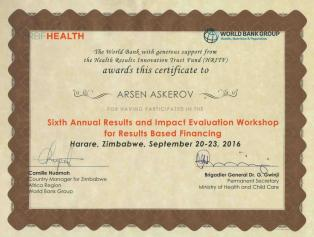 RBFHEALTH
WORLD BANK GROUP
Health, Nutrition & Population
The World Bank with generous support from
the Health Results Innovation Trust Fund (HRITF)
awards this certificate to
ARSEN ASKEROV
FOR HAVING PARTICIPATED IN THE
Sixth Annual Results and Impact Evaluation Workshop
for Results Based Financing
Harare, Zimbabwe, September 20-23, 2016
Camille Nuamah
Country Manager for Zimbabwe
Africa Region
World Bank Group
Brigadier General Dr. G. Gwinji
Permanent Secretary
Ministry of Health and Child Care